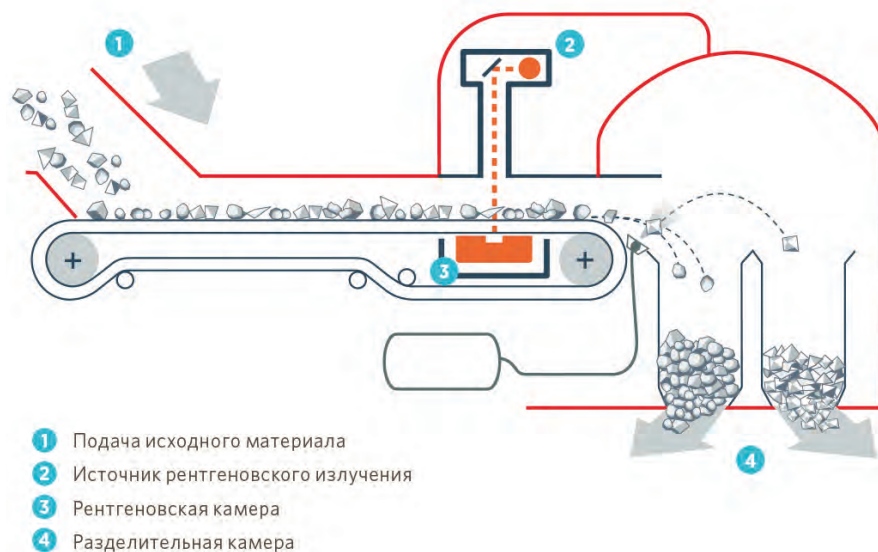 1
2
3
4
1 Подача исходного материала
2 Источник рентгеновского излучения
3 Рентгеновская камера
4 Разделительная камера